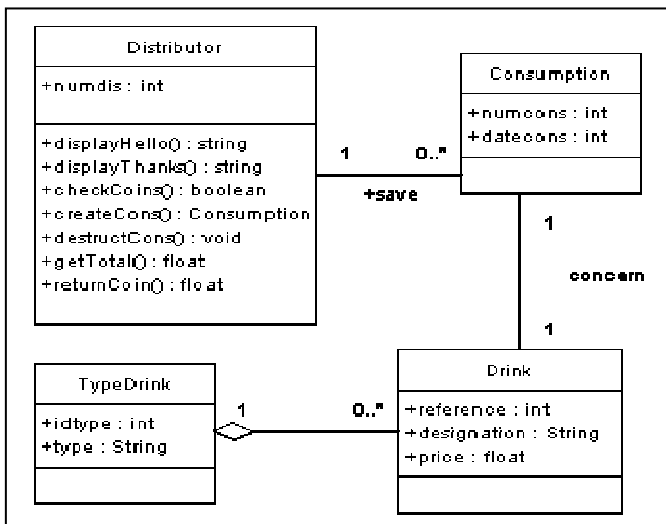 Distributor
+numdis : int
+displayHello() : string
+displayThanks() : string
+checkCoins() : boolean
+createCons() : Consumption
+destructCons() : void
+getTotal() : float
+returnCoin() : float
1
0..*
+save
Consumption
+numcons : int
+datecons : int
1
concern
1
TypeDrink
+idtype : int
+type : String
1
0..*
Drink
+reference : int
+designation : String
+price : float